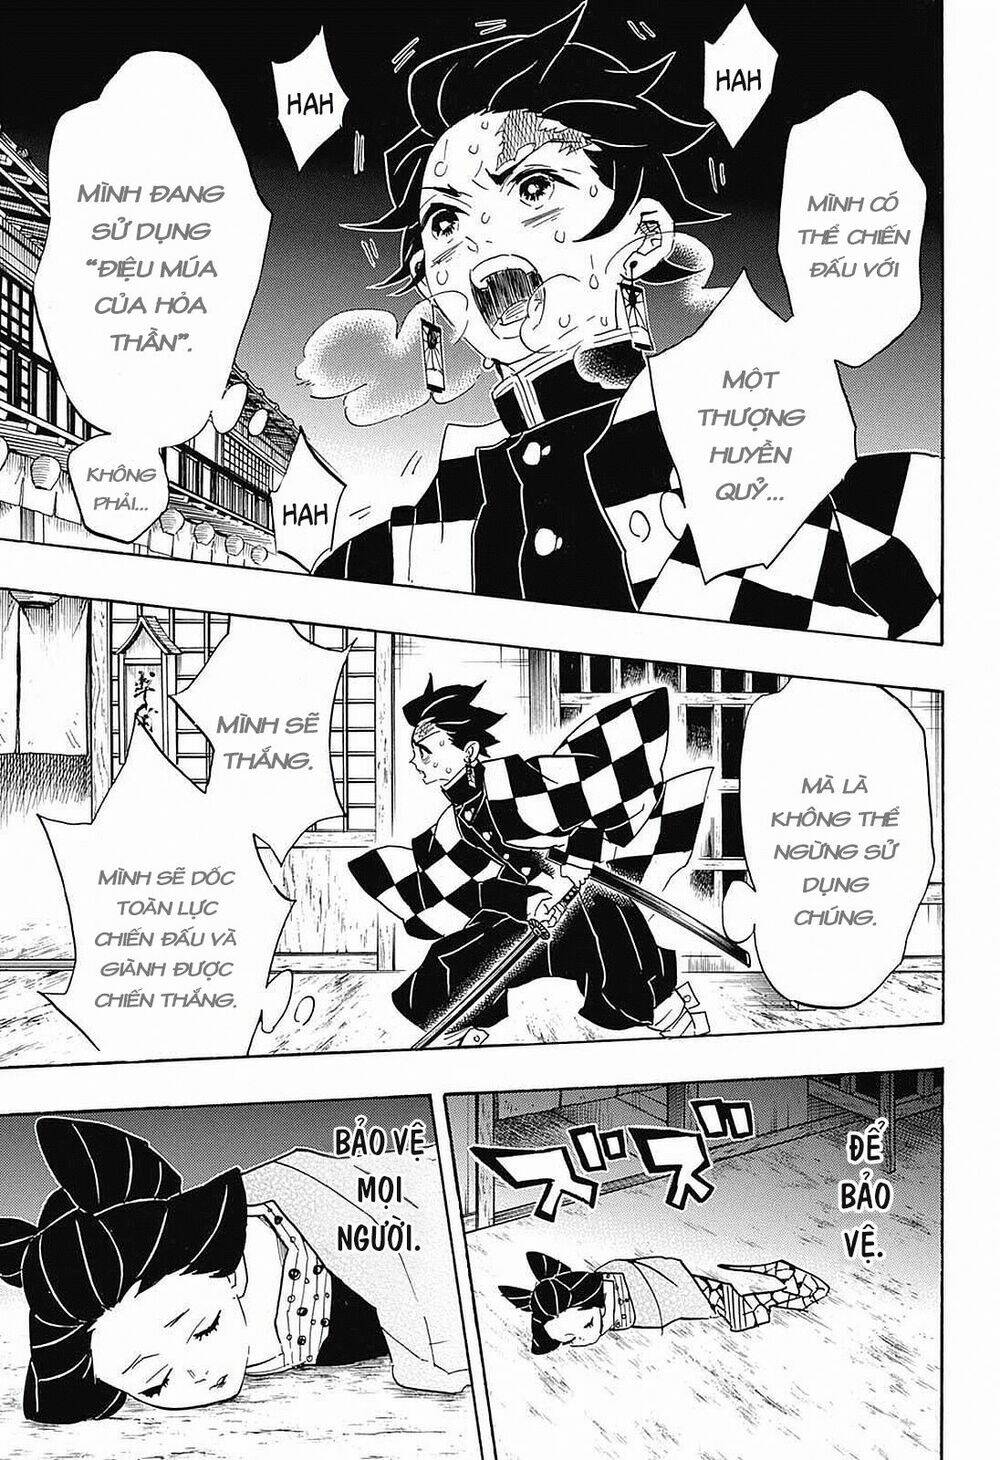 MÌNH CÓ
THỂ CHIẾN
ĐẤU VỚI
MỘT
THƯỢNG
HUYỀN
QUỶ...
HAH
HAH
HAH
MÌNH ĐANG
SỬ DỤNG
“ĐIỆU MÚA
CỦA HỎA
THẦN”.
KHÔNG
PHẢI...
MÀ LÀ
KHÔNG THỂ
NGỪNG SỬ
DỤNG
CHÚNG.
MÌNH SẼ
THẮNG.
MÌNH SẼ DỐC
TOÀN LỰC
CHIẾN ĐẤU VÀ
GIÀNH ĐƯỢC
CHIẾN THẮNG.
ĐỂ
BẢO
VỆ.
ズズ
BẢO VỆ
MỌI
NGƯỜI.